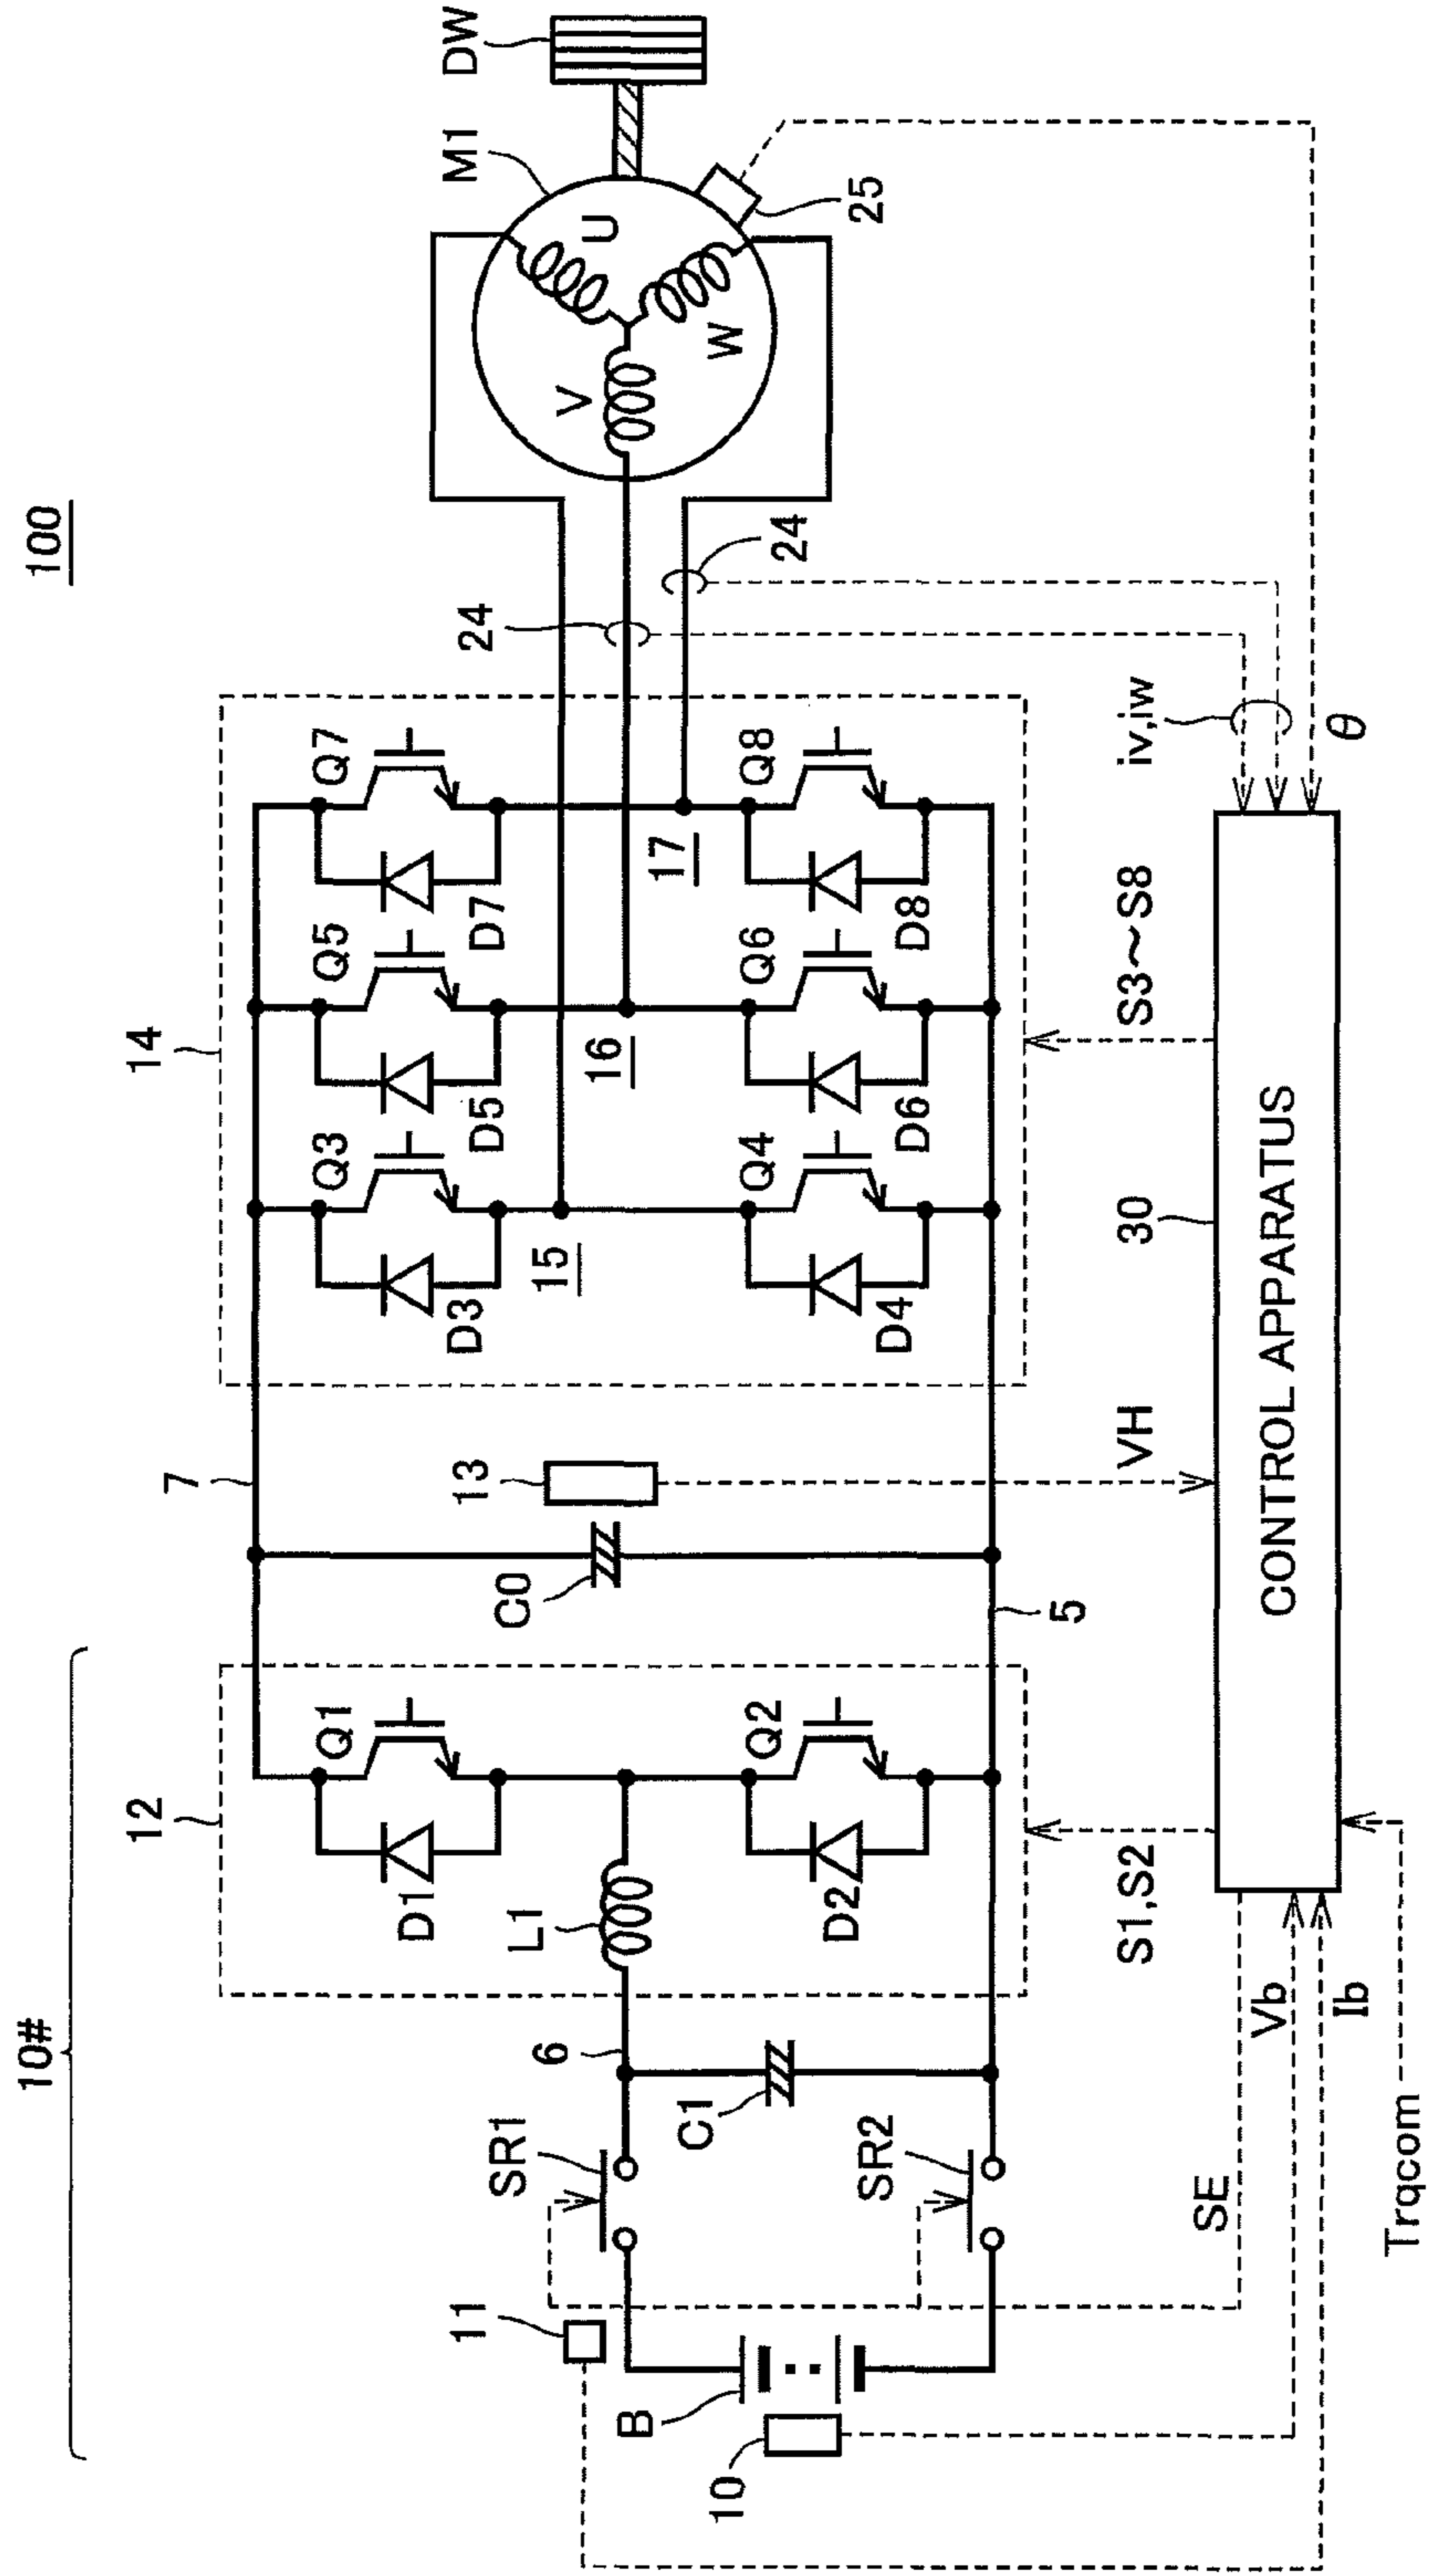 100
10#
12
14
7
Q1
D1
L1
Q2
D2
6
C1
SR1
SR2
11
B
10
C0
13
5
Q3
D3
Q5
D5
Q7
D7
15
16
17
Q4
D4
Q6
D6
Q8
D8
24
24
M1
DW
U
V
W
25
SE
Vb
Ib
Trqcom
S1,S2
VH
30
S3~S8
iv,iw
θ
CONTROL APPARATUS